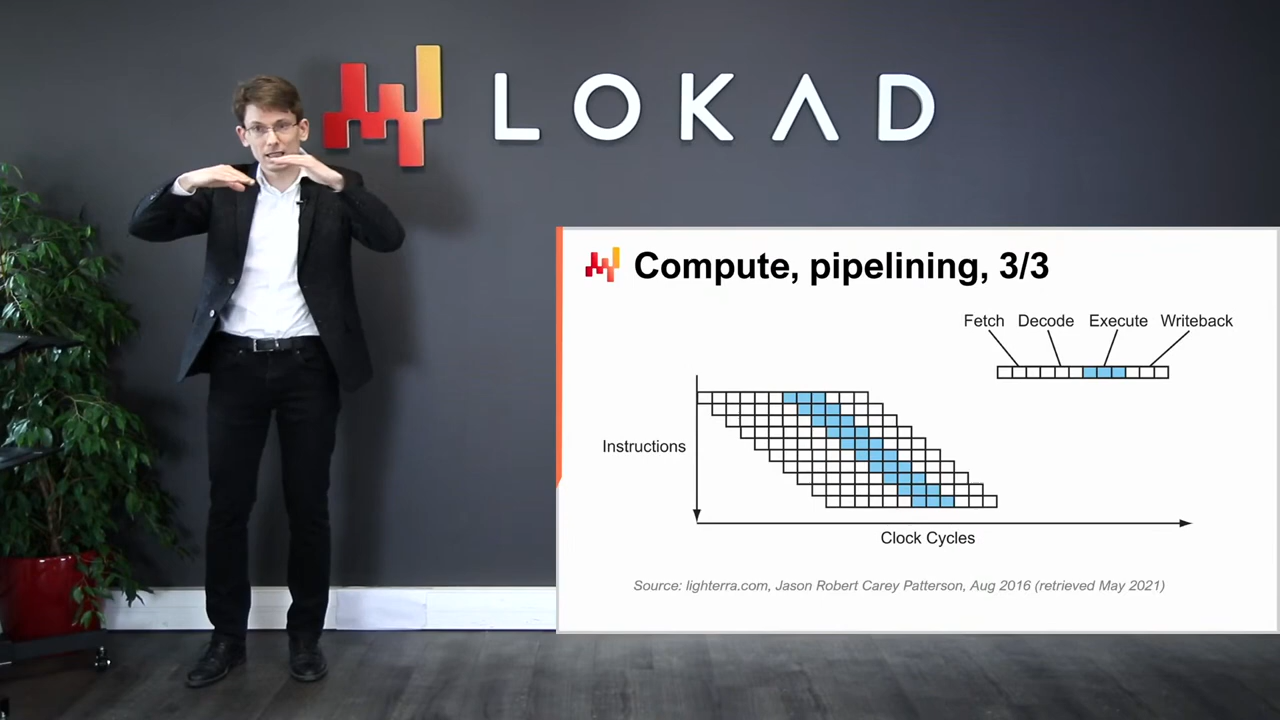 LOKAD
Compute, pipelining, 3/3
Fetch Decode Execute Writeback
Instructions
Clock Cycles
Source: lighterra.com, Jason Robert Carey Patterson, Aug 2016 (retrieved May 2021)